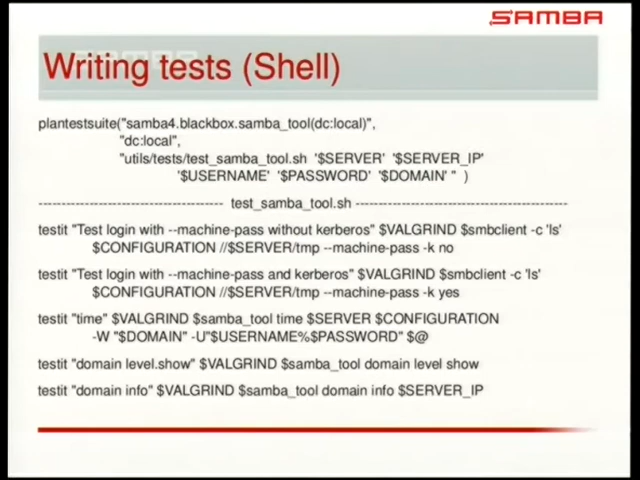 SAMBA
Writing tests (Shell)
plantestsuite("samba4.blackbox.samba_tool(dc:local)",
"dc:local",
"utils/tests/test_samba_tool.sh '$SERVER' '$SERVER_IP'
'$USERNAME' '$PASSWORD' '$DOMAIN' " )
---------------------------------------- test_samba_tool.sh ----------------------------------------
testit "Test login with --machine-pass without kerberos" $VALGRIND $smbclient -c 'ls'
$CONFIGURATION //$SERVER/tmp --machine-pass -k no
testit "Test login with --machine-pass and kerberos" $VALGRIND $smbclient -c 'ls'
$CONFIGURATION //$SERVER/tmp --machine-pass -k yes
testit "time" $VALGRIND $samba_tool time $SERVER $CONFIGURATION
-W "$DOMAIN" -U"$USERNAME%$PASSWORD" $@
testit "domain level.show" $VALGRIND $samba_tool domain level show
testit "domain info" $VALGRIND $samba_tool domain info $SERVER_IP